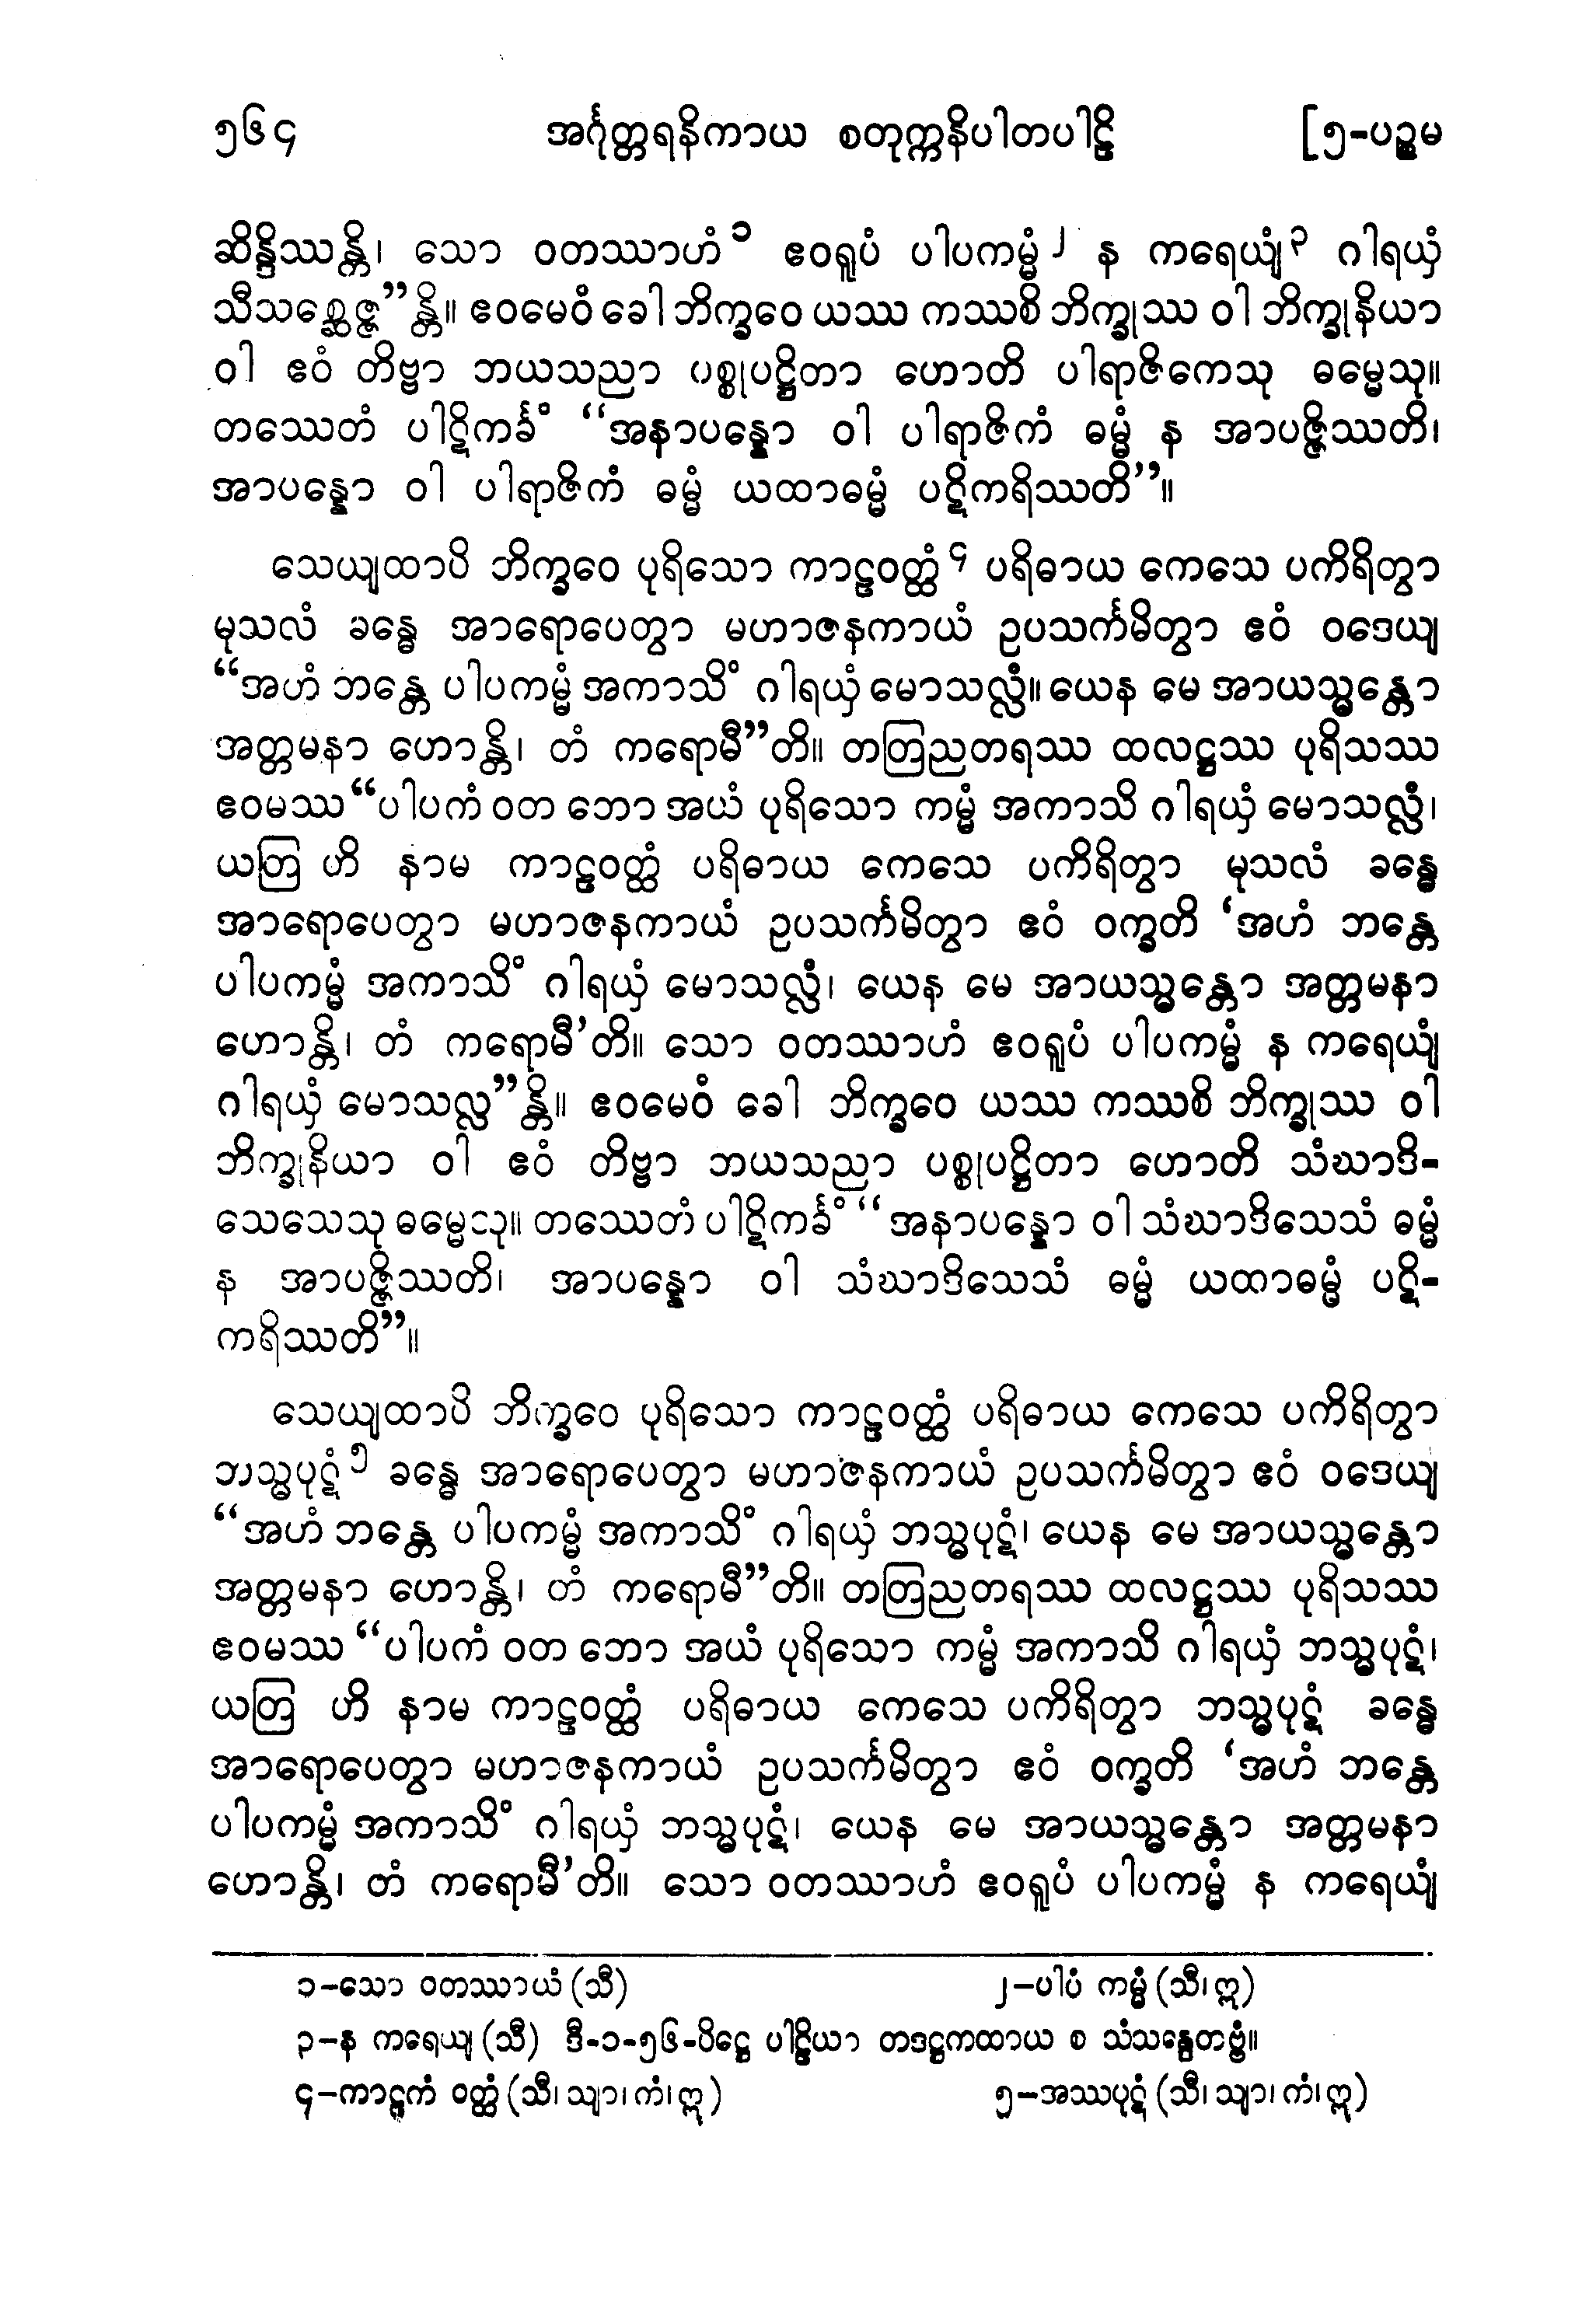 ၅၆၄ အင်္ဂုတ္တရနိကာယ စတုက္ကနိပါတပါဠိ [၅-ပဉ္စမ
ဆိန္ဒိဿန္တိ၊ သော ဝတဿာဟံ ၁ ဧဝရူပံ ပါပကမ္မံ ၂ န ကရေယျံ ၃ ဂါရယှံ
သီသစ္ဆေဇ္ဇ”န္တိ။ ဧဝမေဝံ ခေါ ဘိက္ခဝေ ယဿ ကဿစိ ဘိက္ခုဿ ဝါ ဘိက္ခုနိယာ
ဝါ ဧဝံ တိဗ္ဗာ ဘယသညာ ပစ္စုပဋ္ဌိတာ ဟောတိ ပါရာဇိကေသု ဓမ္မေသု။
တဿေတံ ပါဋိကင်္ခံ “အနာပန္နော ဝါ ပါရာဇိကံ ဓမ္မံ န အာပဇ္ဇိဿတိ၊
အာပန္နော ဝါ ပါရာဇိကံ ဓမ္မံ ယထာဓမ္မံ ပဋိကရိဿတိ”။
သေယျထာပိ ဘိက္ခဝေ ပုရိသော ကာဠဝတ္ထံ ၄ ပရိဓာယ ကေသေ ပကိရိတွာ
မုသလံ ခန္ဓေ အာရောပေတွာ မဟာဇနကာယံ ဥပသင်္ကမိတွာ ဧဝံ ဝဒေယျ
“အဟံ ဘန္တေ ပါပကမ္မံ အကာသိံ ဂါရယှံ မောသလ္လံ။ ယေန မေ အာယသ္မန္တော
အတ္တမနာ ဟောန္တိ၊ တံ ကရောမီ”တိ။ တတြညတရဿ ထလဋ္ဌဿ ပုရိသဿ
ဧဝမဿ “ပါပကံ ဝတ ဘော အယံ ပုရိသော ကမ္မံ အကာသိ ဂါရယှံ မောသလ္လံ၊
ယတြ ဟိ နာမ ကာဠဝတ္ထံ ပရိဓာယ ကေသေ ပကိရိတွာ မုသလံ ခန္ဓေ
အာရောပေတွာ မဟာဇနကာယံ ဥပသင်္ကမိတွာ ဧဝံ ဝက္ခတိ ‘အဟံ ဘန္တေ
ပါပကမ္မံ အကာသိံ ဂါရယှံ မောသလ္လံ၊ ယေန မေ အာယသ္မန္တော အတ္တမနာ
ဟောန္တိ၊ တံ ကရောမီ’တိ။ သော ဝတဿာဟံ ဧဝရူပံ ပါပကမ္မံ န ကရေယျံ
ဂါရယှံ မောသလ္လ”န္တိ။ ဧဝမေဝံ ခေါ ဘိက္ခဝေ ယဿ ကဿစိ ဘိက္ခုဿ ဝါ
ဘိက္ခုနိယာ ဝါ ဧဝံ တိဗ္ဗာ ဘယသညာ ပစ္စုပဋ္ဌိတာ ဟောတိ သံဃာဒိ-
သေသေသု ဓမ္မေသု။ တဿေတံ ပါဋိကင်္ခံ “အနာပန္နော ဝါ သံဃာဒိသေသံ ဓမ္မံ
န အာပဇ္ဇိဿတိ၊ အာပန္နော ဝါ သံဃာဒိသေသံ ဓမ္မံ ယထာဓမ္မံ ပဋိ-
ကရိဿတိ”။
သေယျထာပိ ဘိက္ခဝေ ပုရိသော ကာဠဝတ္ထံ ပရိဓာယ ကေသေ ပကိရိတွာ
ဘသ္မပုဋံ ၅ ခန္ဓေ အာရောပေတွာ မဟာဇနကာယံ ဥပသင်္ကမိတွာ ဧဝံ ဝဒေယျ
“အဟံ ဘန္တေ ပါပကမ္မံ အကာသိံ ဂါရယှံ ဘသ္မပုဋံ၊ ယေန မေ အာယသ္မန္တော
အတ္တမနာ ဟောန္တိ၊ တံ ကရောမီ”တိ။ တတြညတရဿ ထလဋ္ဌဿ ပုရိသဿ
ဧဝမဿ “ပါပကံ ဝတ ဘော အယံ ပုရိသော ကမ္မံ အကာသိ ဂါရယှံ ဘသ္မပုဋံ၊
ယတြ ဟိ နာမ ကာဠဝတ္ထံ ပရိဓာယ ကေသေ ပကိရိတွာ ဘသ္မပုဋံ ခန္ဓေ
အာရောပေတွာ မဟာဇနကာယံ ဥပသင်္ကမိတွာ ဧဝံ ဝက္ခတိ ‘အဟံ ဘန္တေ
ပါပကမ္မံ အကာသိံ ဂါရယှံ ဘသ္မပုဋံ၊ ယေန မေ အာယသ္မန္တော အတ္တမနာ
ဟောန္တိ၊ တံ ကရောမီ’တိ။ သော ဝတဿာဟံ ဧဝရူပံ ပါပကမ္မံ န ကရေယျံ
၁-သော ဝတဿာယံ (သီ) ၂-ပါပံ ကမ္မံ (သီ၊ ဣ)
၃-န ကရေယျ (သီ) ဒီ-၁-၅၆-ပိဋ္ဌေ ပါဠိယာ တဒဋ္ဌကထာယ စ သံသန္ဒေတဗ္ဗံ။
၄-ကာဠကံ ဝတ္ထံ (သီ၊ သျာ၊ ကံ၊ ဣ) ၅-အဿပုဋံ (သီ၊ သျာ၊ ကံ၊ ဣ)